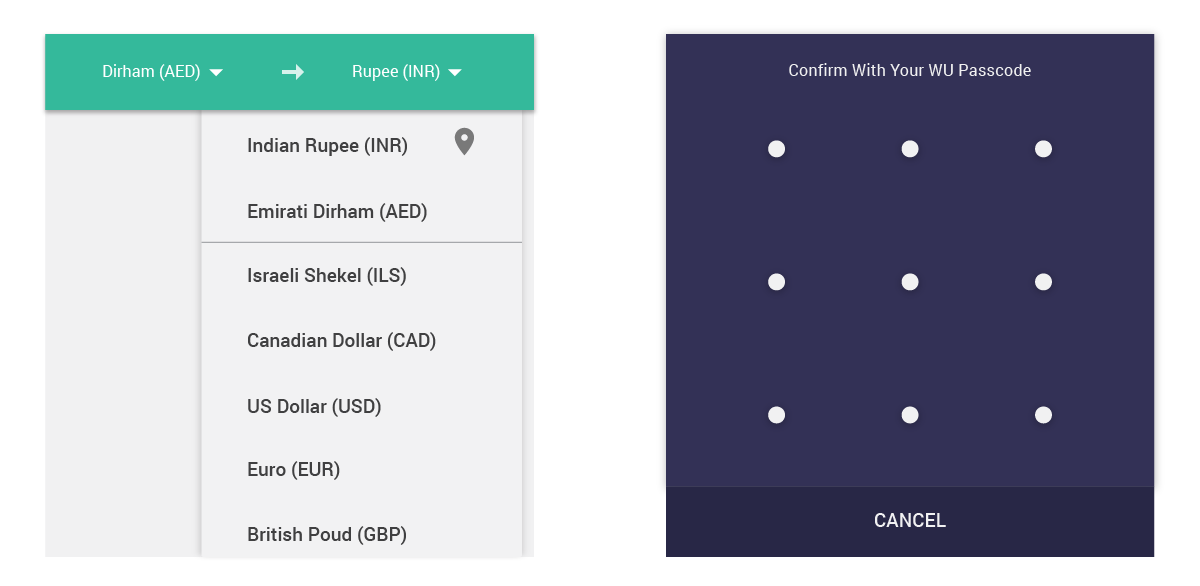 Dirham (AED)
Rupee (INR)
Indian Rupee (INR)
Emirati Dirham (AED)
Israeli Shekel (ILS)
Canadian Dollar (CAD)
US Dollar (USD)
Euro (EUR)
British Poud (GBP)
Confirm With Your WU Passcode
CANCEL